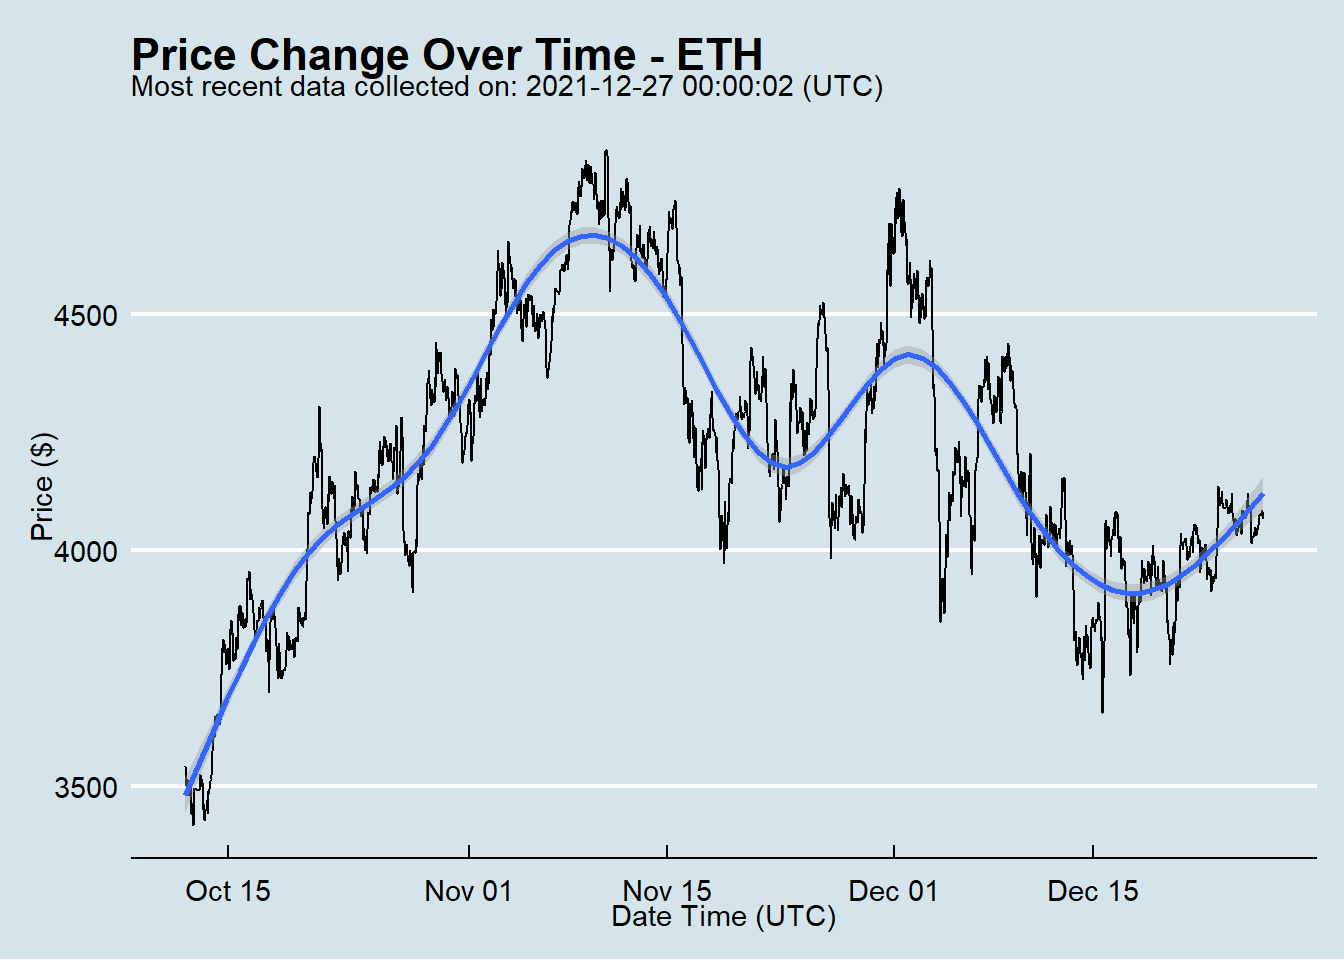 Price Change Over Time - ETH
Most recent data collected on: 2021-12-27 00:00:02 (UTC)
Price ($)
4500
4000
3500
Oct 15
Nov 01
Nov 15
Dec 01
Dec 15
Date Time (UTC)